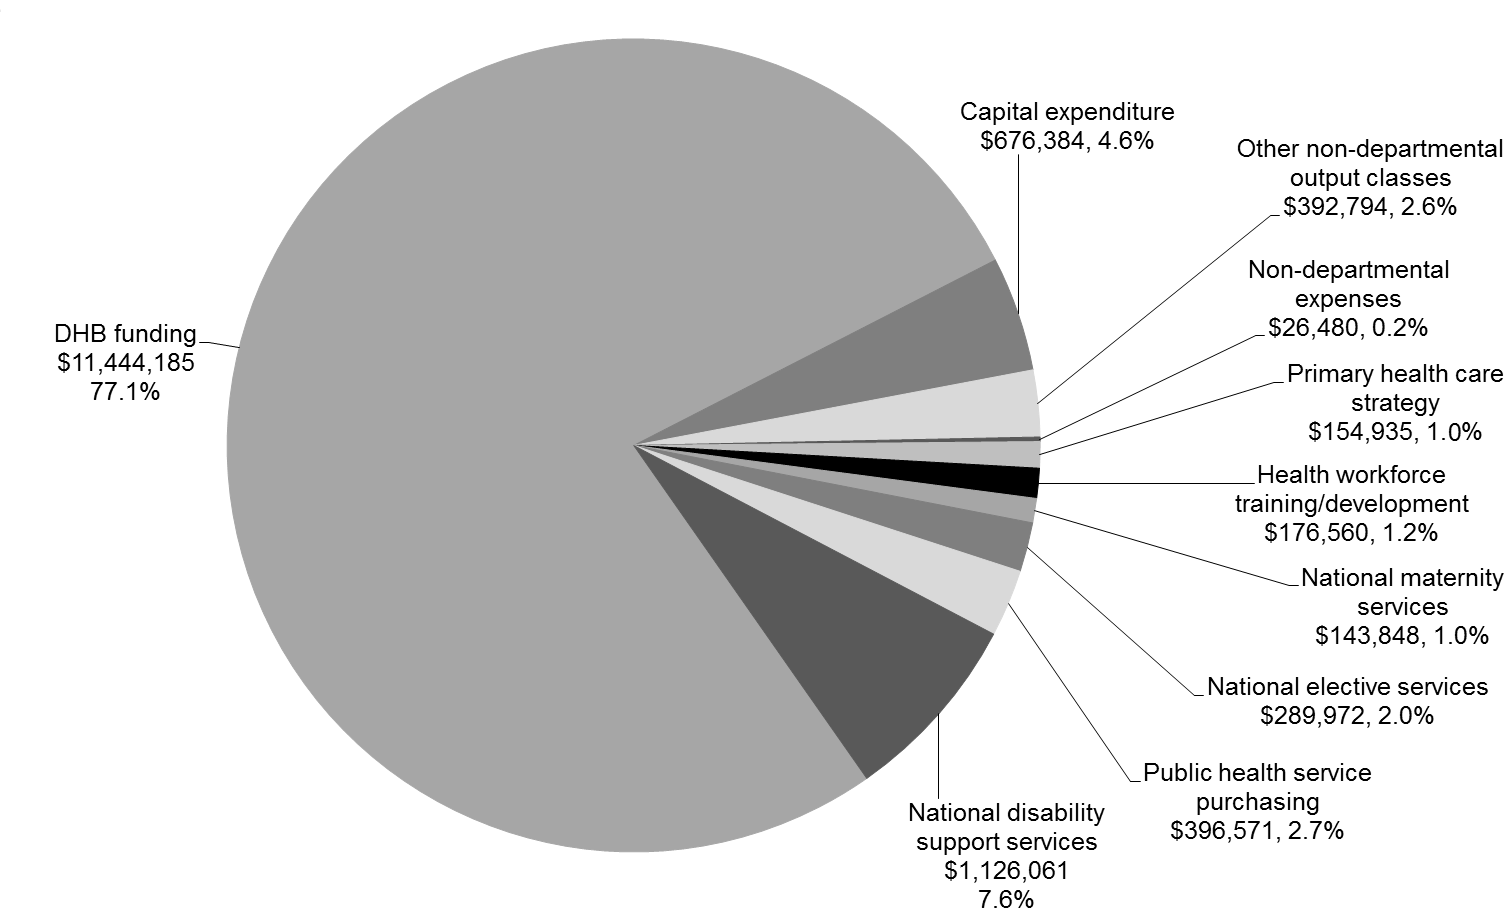 Capital expenditure
$676,384, 4.6%
Other non-departmental
output classes
$392,794, 2.6%
Non-departmental
expenses
$26,480, 0.2%
DHB funding
$11,444,185
77.1%
Primary health care
strategy
$154,935, 1.0%
Health workforce
training/development
$176,560, 1.2%
National maternity
services
$143,848, 1.0%
National elective services
$289,972, 2.0%
Public health service
purchasing
$396,571, 2.7%
National disability
support services
$1,126,061
7.6%